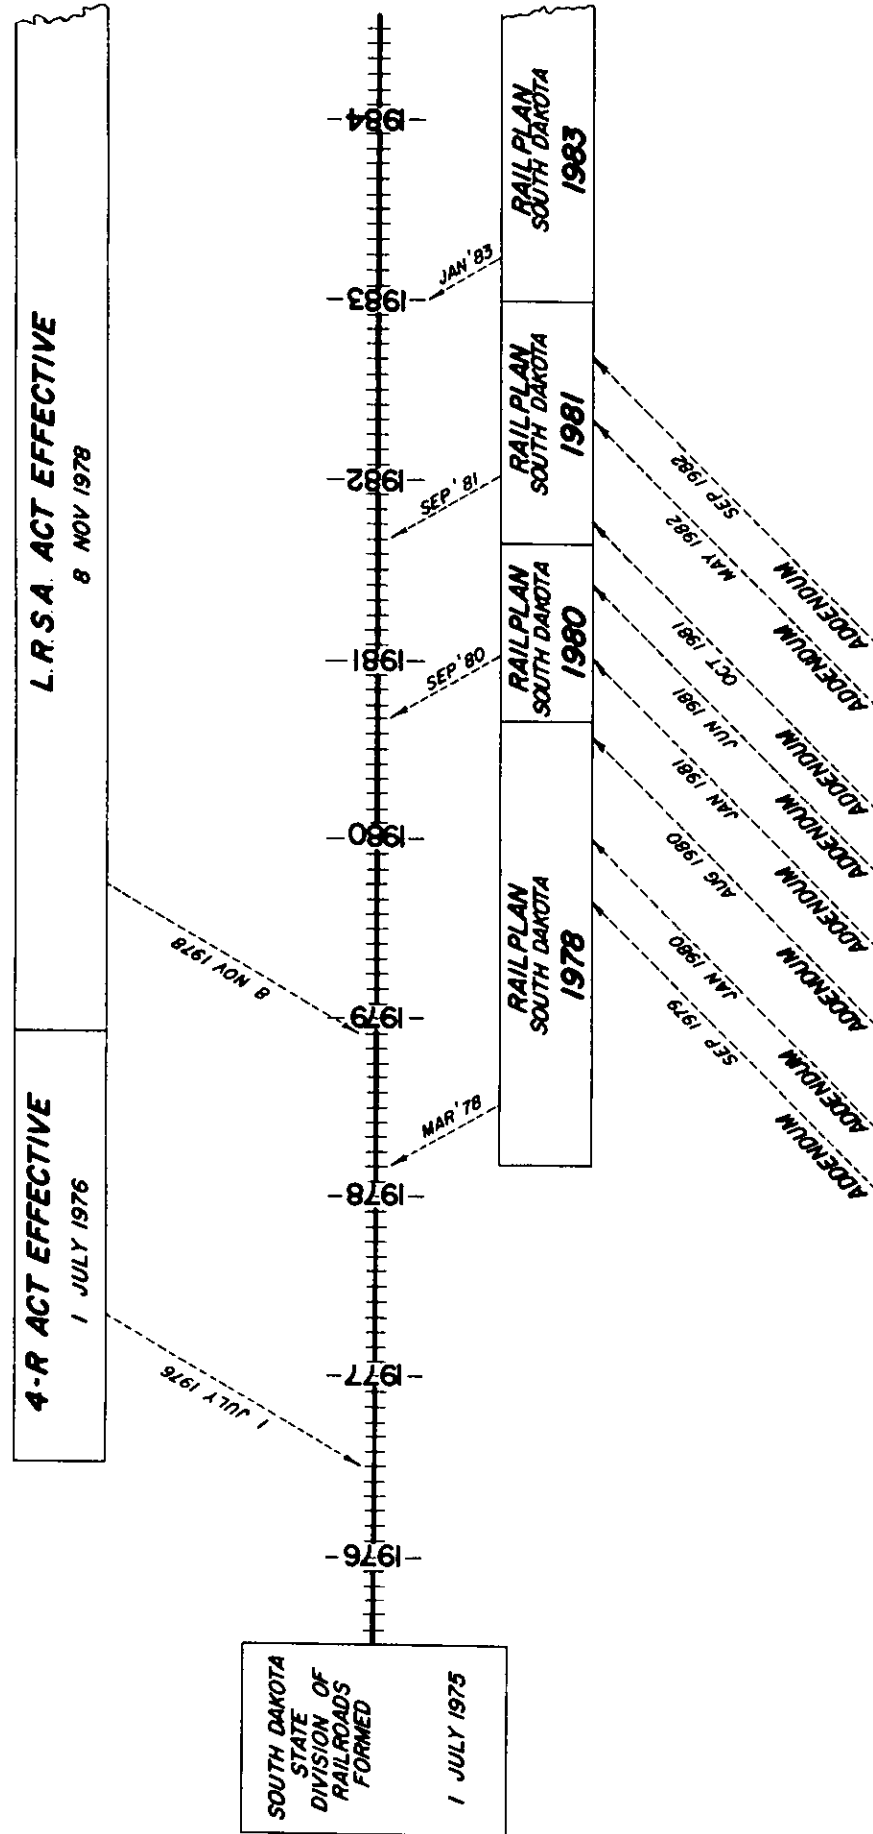 4-R ACT EFFECTIVE
1 JULY 1976
L.R.S.A. ACT EFFECTIVE
8 NOV 1978
1 JULY 1976
8 NOV 1978
SOUTH DAKOTA
STATE
DIVISION OF
RAILROADS
FORMED
1 JULY 1975
-1976-
-1977-
-1978-
-1979-
-1980-
-1981-
-1982-
-1983-
-1984-
MAR '78
SEP '80
SEP '81
JAN '83
RAILPLAN
SOUTH DAKOTA
1978
RAILPLAN
SOUTH DAKOTA
1980
RAILPLAN
SOUTH DAKOTA
1981
RAILPLAN
SOUTH DAKOTA
1983
ADDENDUM
SEP 1979
ADDENDUM
JAN 1980
ADDENDUM
AUG 1980
ADDENDUM
JAN 1981
ADDENDUM
JUN 1981
ADDENDUM
OCT 1981
ADDENDUM
MAY 1982
ADDENDUM
SEP 1982